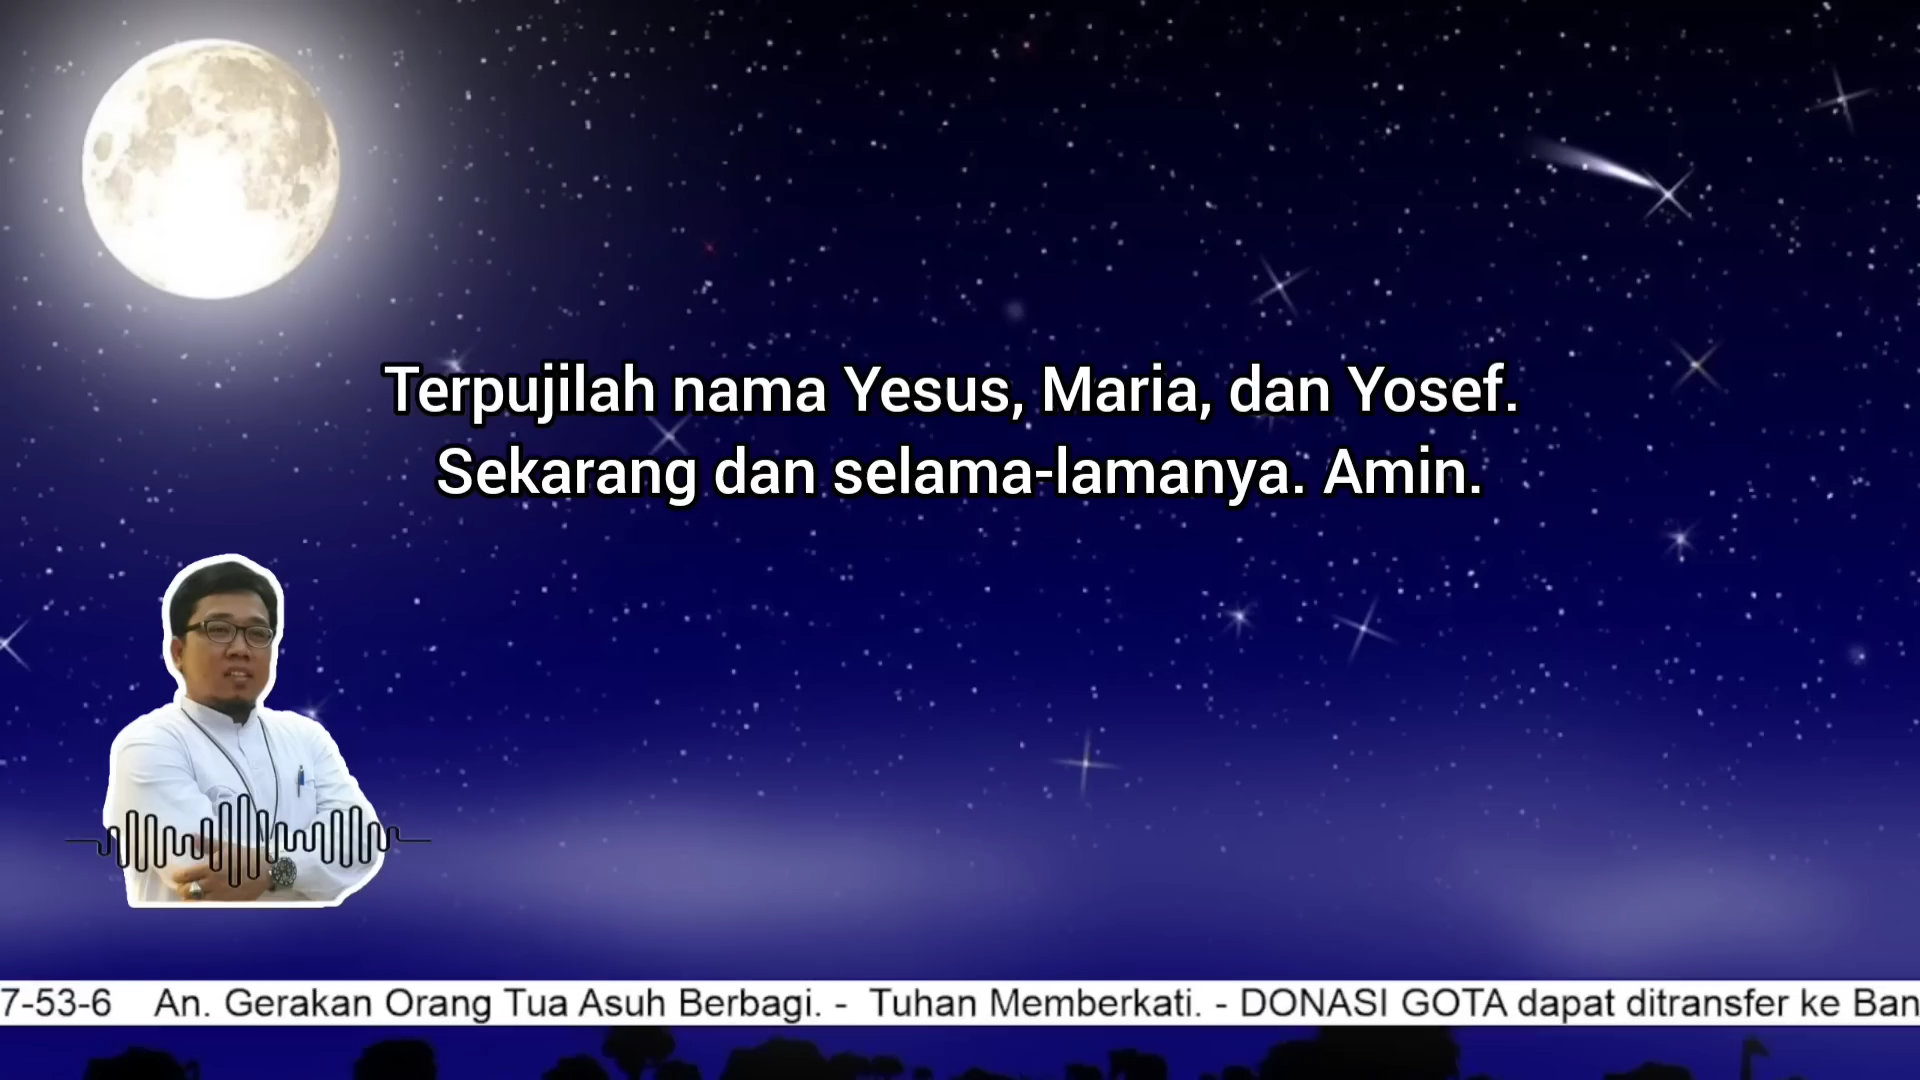 Terpujilah nama Yesus, Maria, dan Yosef.
Sekarang dan selama-lamanya. Amin.
7-53-6 An. Gerakan Orang Tua Asuh Berbagi. - Tuhan Memberkati. - DONASI GOTA dapat ditransfer ke Ban